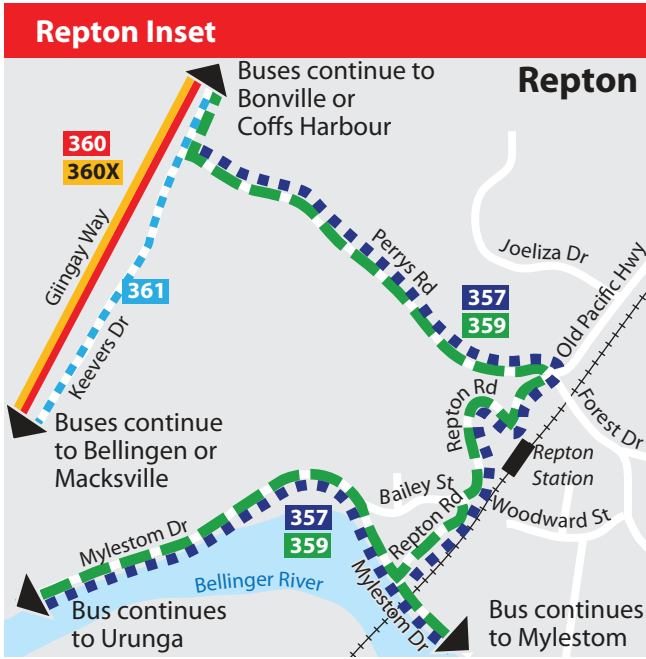 Repton Inset
Buses continue to
Bonville or
Coffs Harbour
Repton
360
360X
Giingay Way
361
Keevers Dr
Perrys Rd
Joeliza Dr
Old Pacific Hwy
357
359
Buses continue
to Bellingen or
Macksville
Repton Rd
Forest Dr
Repton
Station
Bailey St
Repton Rd
Woodward St
357
359
Mylestom Dr
Bellinger River
Mylestom Dr
Bus continues
to Urunga
Bus continues
to Mylestom